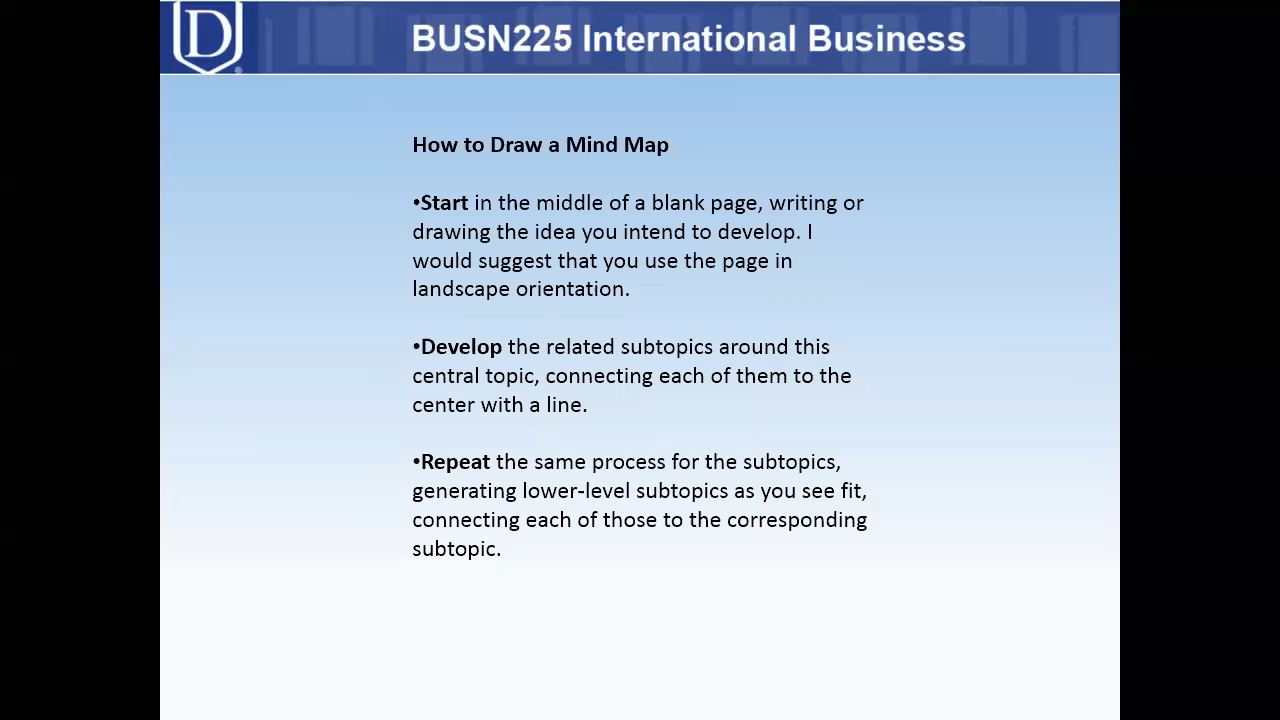 D
®
BUSN225 International Business
How to Draw a Mind Map
•Start in the middle of a blank page, writing or
drawing the idea you intend to develop. I
would suggest that you use the page in
landscape orientation.
•Develop the related subtopics around this
central topic, connecting each of them to the
center with a line.
•Repeat the same process for the subtopics,
generating lower-level subtopics as you see fit,
connecting each of those to the corresponding
subtopic.